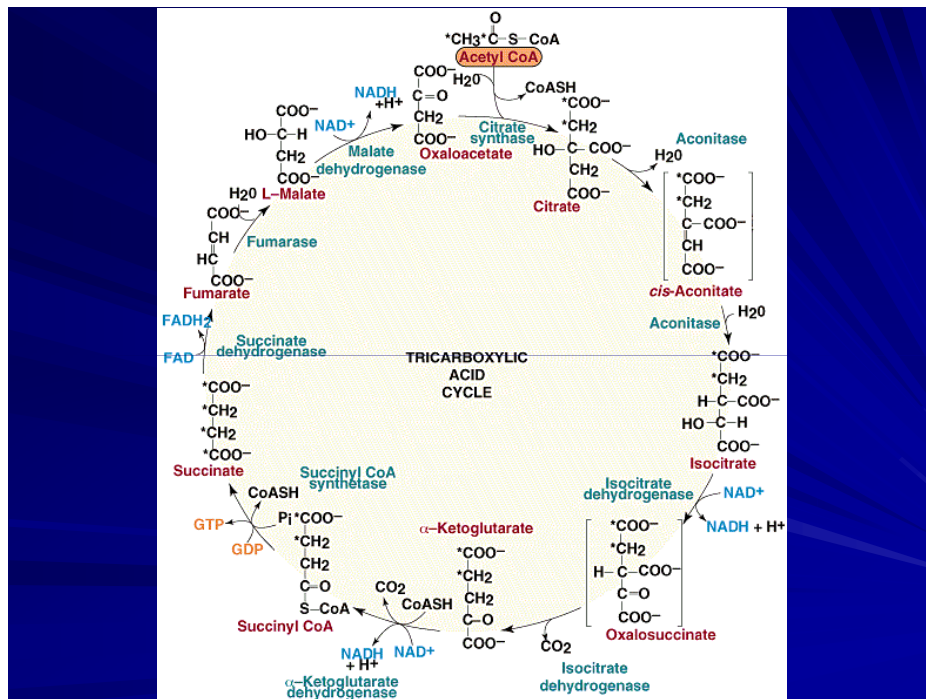 O
*CH3*C–S–CoA
Acetyl CoA
H20
CoASH
COO–
C=O
CH2
COO–
Oxaloacetate
NADH
+H+
NAD+
Malate
dehydrogenase
Citrate
synthase
*COO–
*CH2
HO–C–COO–
CH2
COO–
Citrate
Aconitase
H20
*COO–
*CH2
C–COO–
CH
COO–
cis-Aconitate
COO–
HO–C–H
CH2
COO–
L–Malate
H20
Fumarase
COO–
CH
HC
COO–
Fumarate
Aconitase
H20
FADH2
FAD
Succinate
dehydrogenase
TRICARBOXYLIC
ACID
CYCLE
*COO–
*CH2
H–C–COO–
HO–C–H
COO–
Isocitrate
*COO–
*CH2
*CH2
*COO–
Succinate
Succinyl CoA
synthetase
CoASH
GTP
GDP
Pi
*COO–
*CH2
CH2
C=O
S–CoA
Succinyl CoA
α–Ketoglutarate
*COO–
*CH2
CH2
C–O
COO–
Isocitrate
dehydrogenase
NAD+
NADH + H+
*COO–
*CH2
H–C–COO–
C=O
COO–
Oxalosuccinate
CO2
CoASH
NADH
+ H+
NAD+
α–Ketoglutarate
dehydrogenase
CO2
Isocitrate
dehydrogenase